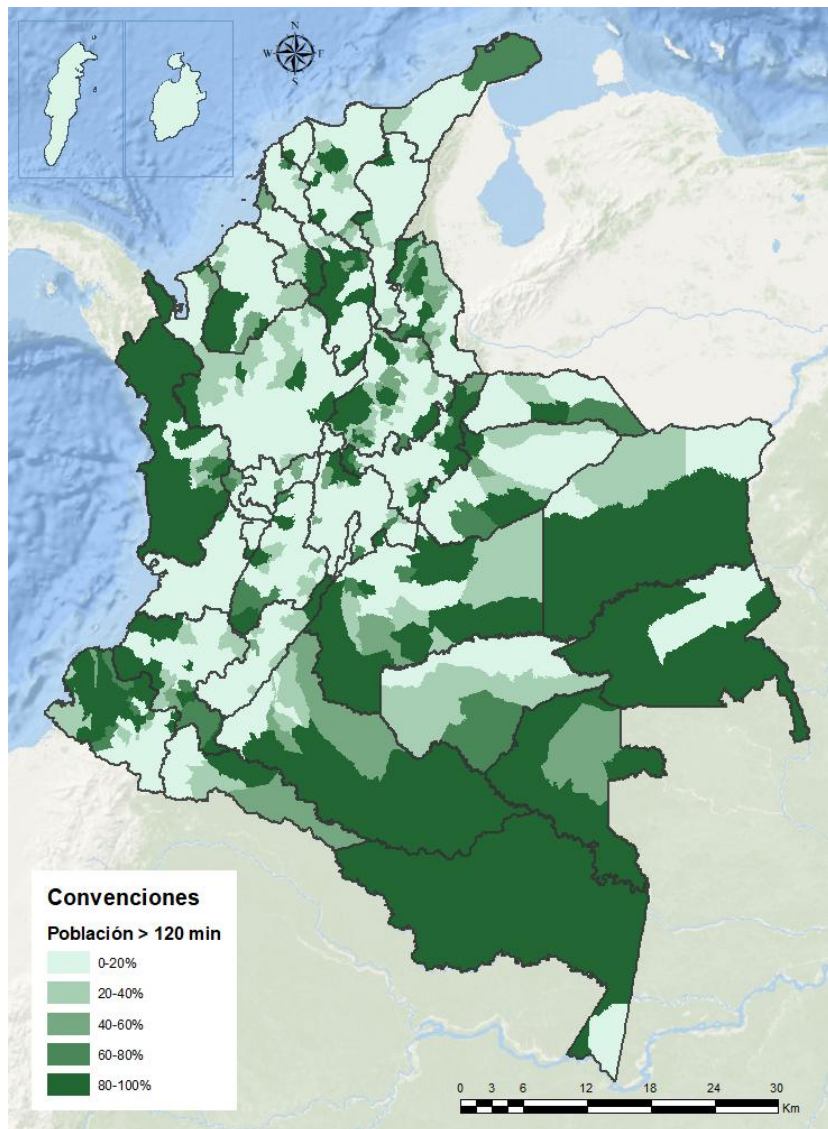 N
W E
S
Convenciones
Población > 120 min
0-20%
20-40%
40-60%
60-80%
80-100%
0 3 6 12 18 24 30
Km